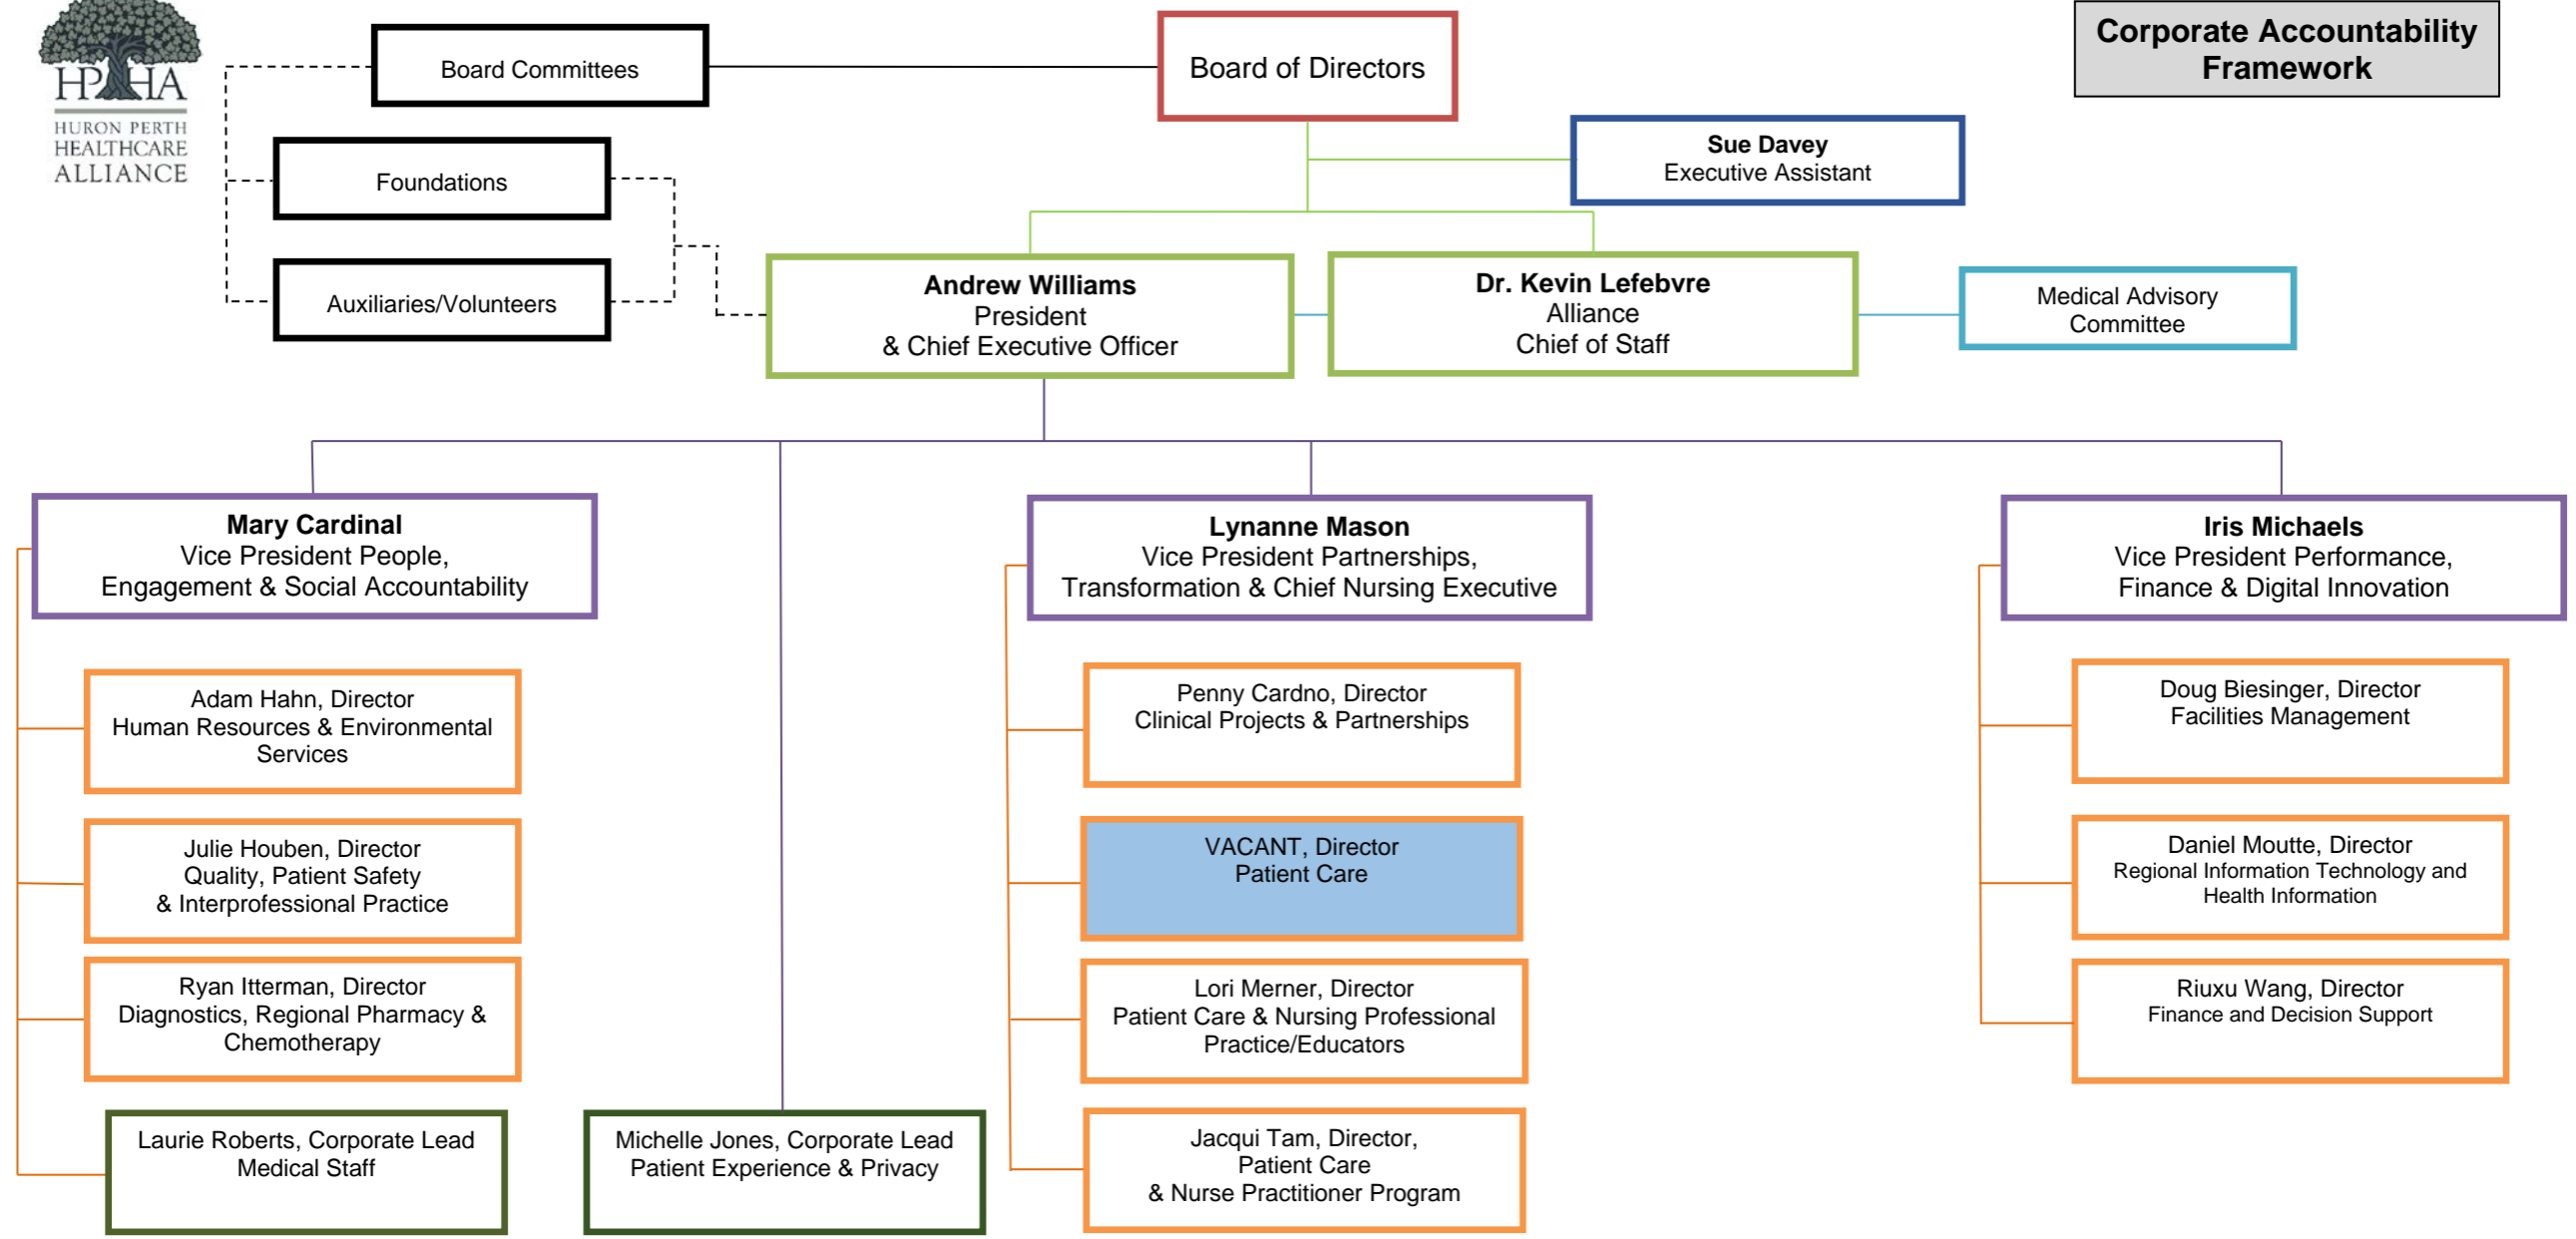 HPHA
HURON PERTH
HEALTHCARE
ALLIANCE
Board Committees
Board of Directors
Corporate Accountability
Framework
Foundations
Auxiliaries/Volunteers
Sue Davey
Executive Assistant
Andrew Williams
President
& Chief Executive Officer
Dr. Kevin Lefebvre
Alliance
Chief of Staff
Medical Advisory
Committee
Mary Cardinal
Vice President People,
Engagement & Social Accountability
Adam Hahn, Director
Human Resources & Environmental
Services
Julie Houben, Director
Quality, Patient Safety
& Interprofessional Practice
Ryan Itterman, Director
Diagnostics, Regional Pharmacy &
Chemotherapy
Laurie Roberts, Corporate Lead
Medical Staff
Michelle Jones, Corporate Lead
Patient Experience & Privacy
Lynanne Mason
Vice President Partnerships,
Transformation & Chief Nursing Executive
Penny Cardno, Director
Clinical Projects & Partnerships
VACANT, Director
Patient Care
Lori Merner, Director
Patient Care & Nursing Professional
Practice/Educators
Jacqui Tam, Director,
Patient Care
& Nurse Practitioner Program
Iris Michaels
Vice President Performance,
Finance & Digital Innovation
Doug Biesinger, Director
Facilities Management
Daniel Moutte, Director
Regional Information Technology and
Health Information
Riuxu Wang, Director
Finance and Decision Support